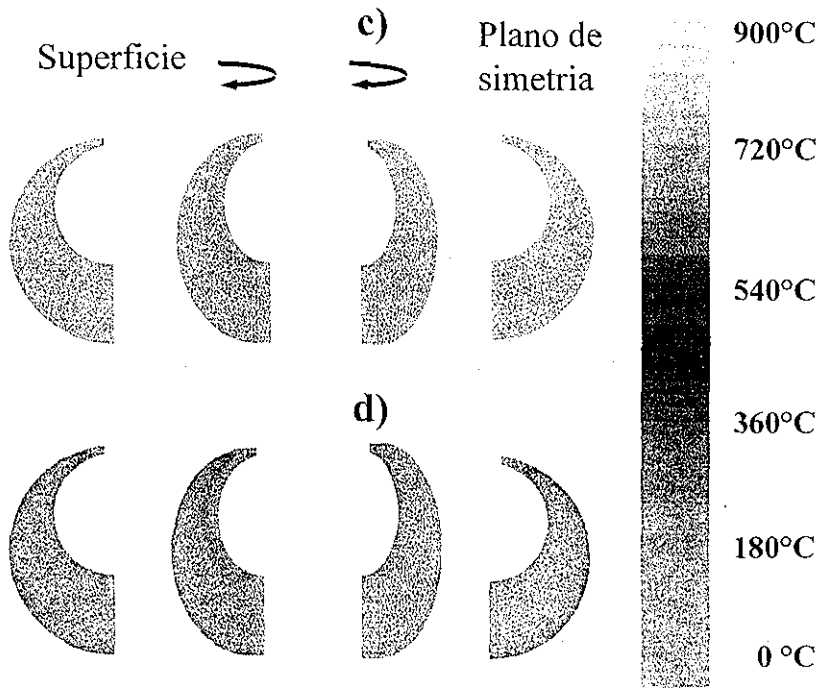 c)
Superficie
Plano de
simetria
900°C
720°C
540°C
360°C
180°C
0 °C
d)